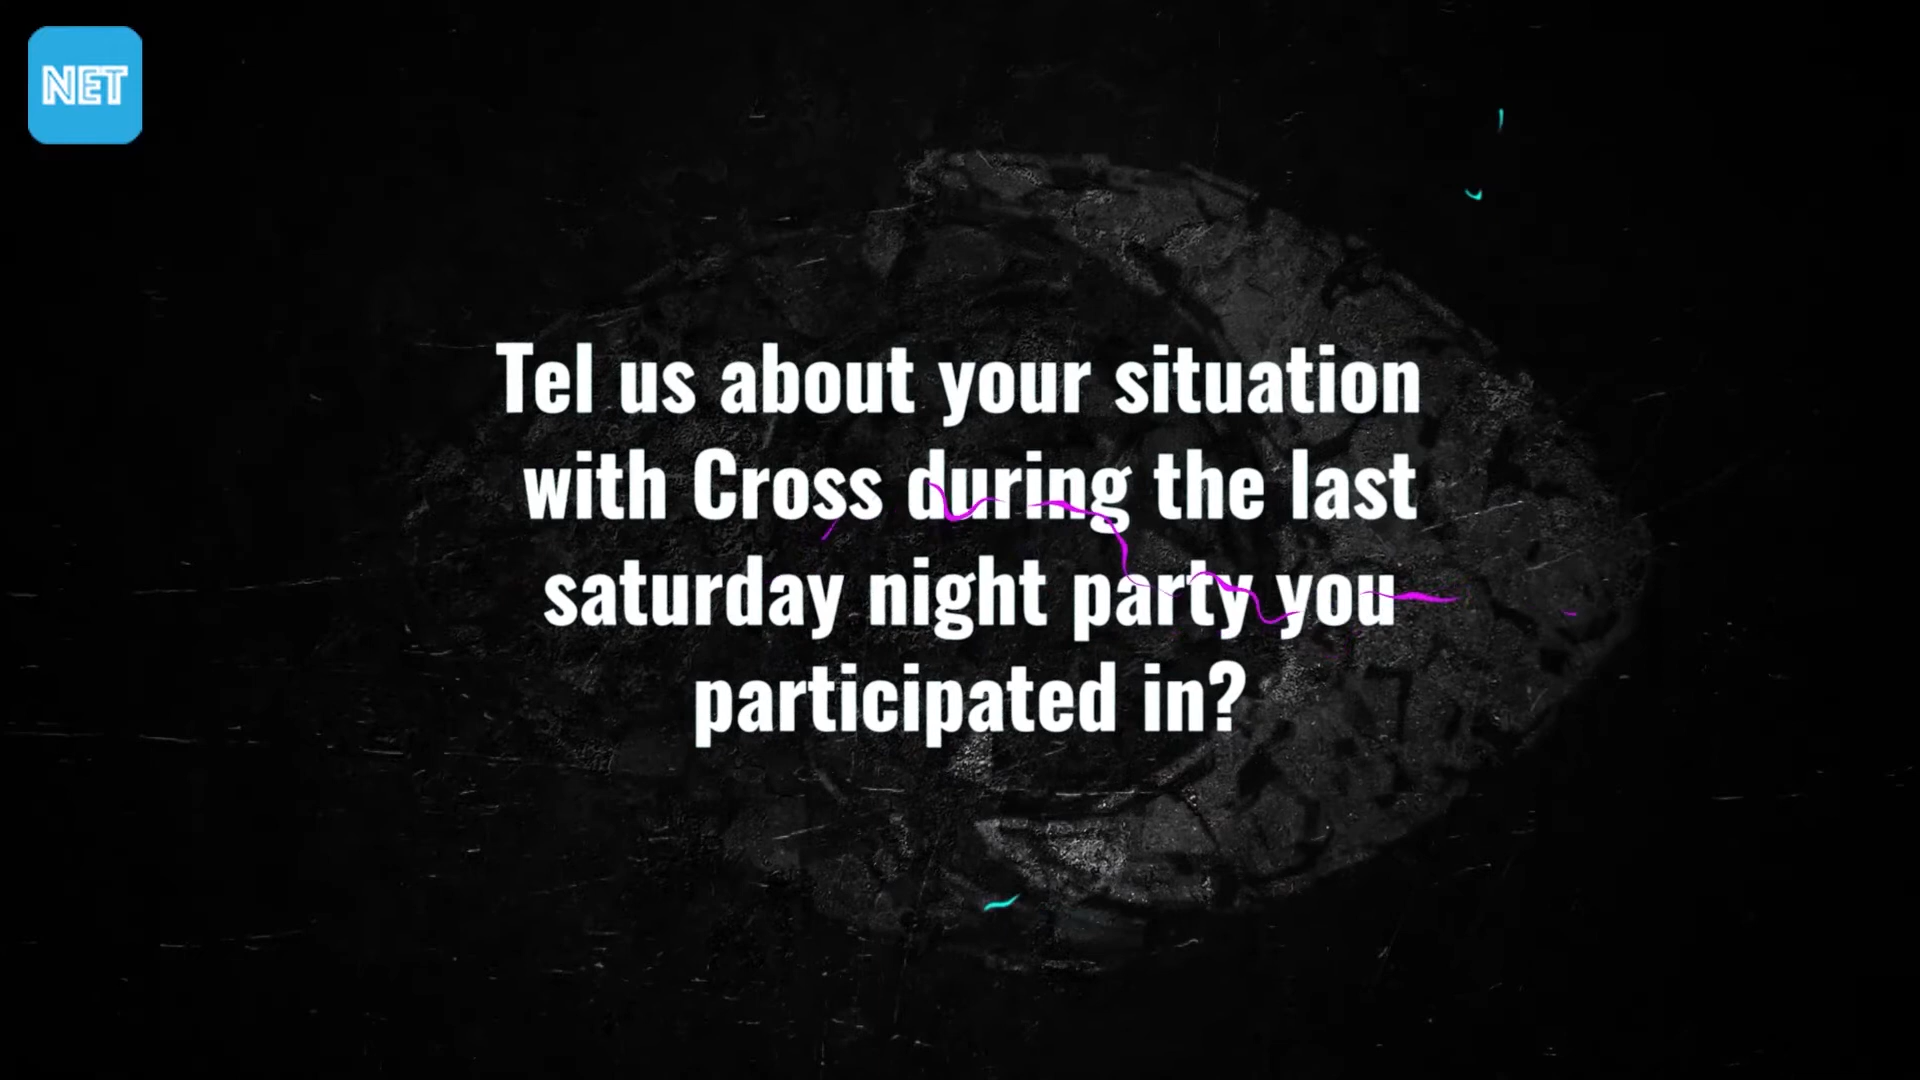 NET
Tel us about your situation
with Cross during the last
saturday night party you
participated in?